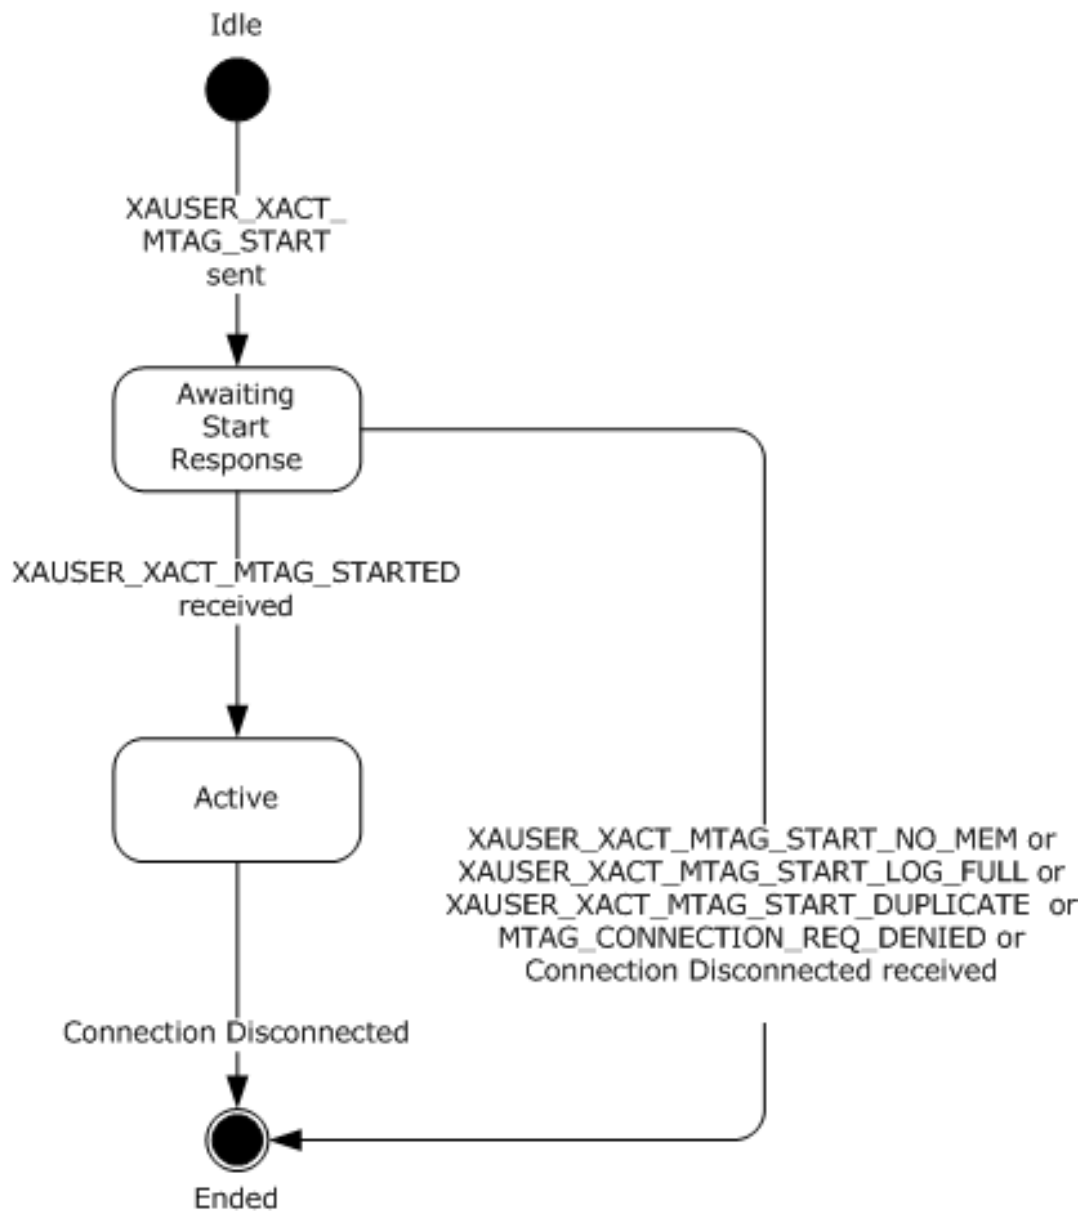 Idle
XAUSER_XACT_
MTAG_START
sent
Awaiting
Start
Response
XAUSER_XACT_MTAG_STARTED
received
Active
XAUSER_XACT_MTAG_START_NO_MEM or
XAUSER_XACT_MTAG_START_LOG_FULL or
XAUSER_XACT_MTAG_START_DUPLICATE or
MTAG_CONNECTION_REQ_DENIED or
Connection Disconnected received
Connection Disconnected
Ended